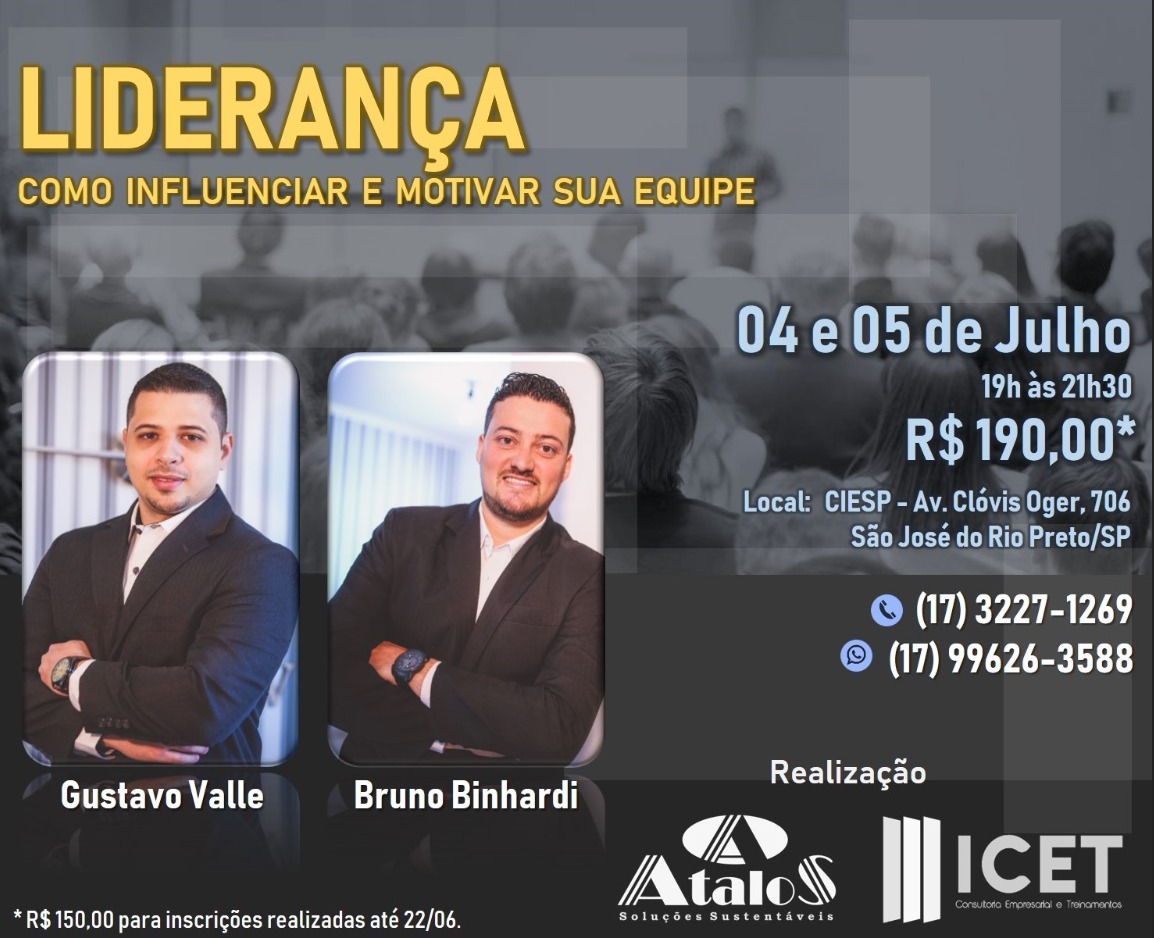 LIDERANÇA
COMO INFLUENCIAR E MOTIVAR SUA EQUIPE
04 e 05 de Julho
19h às 21h30
R$ 190,00*
Local: CIESP - Av. Clóvis Oger, 706
São José do Rio Preto/SP
(17) 3227-1269
(17) 99626-3588
Gustavo Valle
Bruno Binhardi
Realização
AtaloS
Soluções Sustentáveis
ICET
Consultoria Empresarial e Treinamentos
* R$ 150,00 para inscrições realizadas até 22/06.